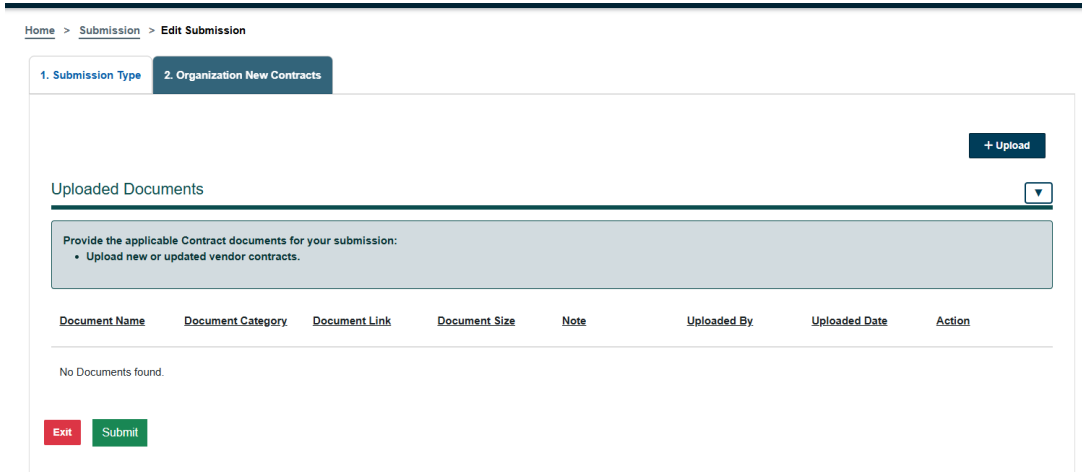 Home > Submission > Edit Submission
1. Submission Type 2. Organization New Contracts
+ Upload
Uploaded Documents
▼
Provide the applicable Contract documents for your submission:
• Upload new or updated vendor contracts.
Document Name Document Category Document Link Document Size Note Uploaded By Uploaded Date Action
No Documents found.
Exit Submit